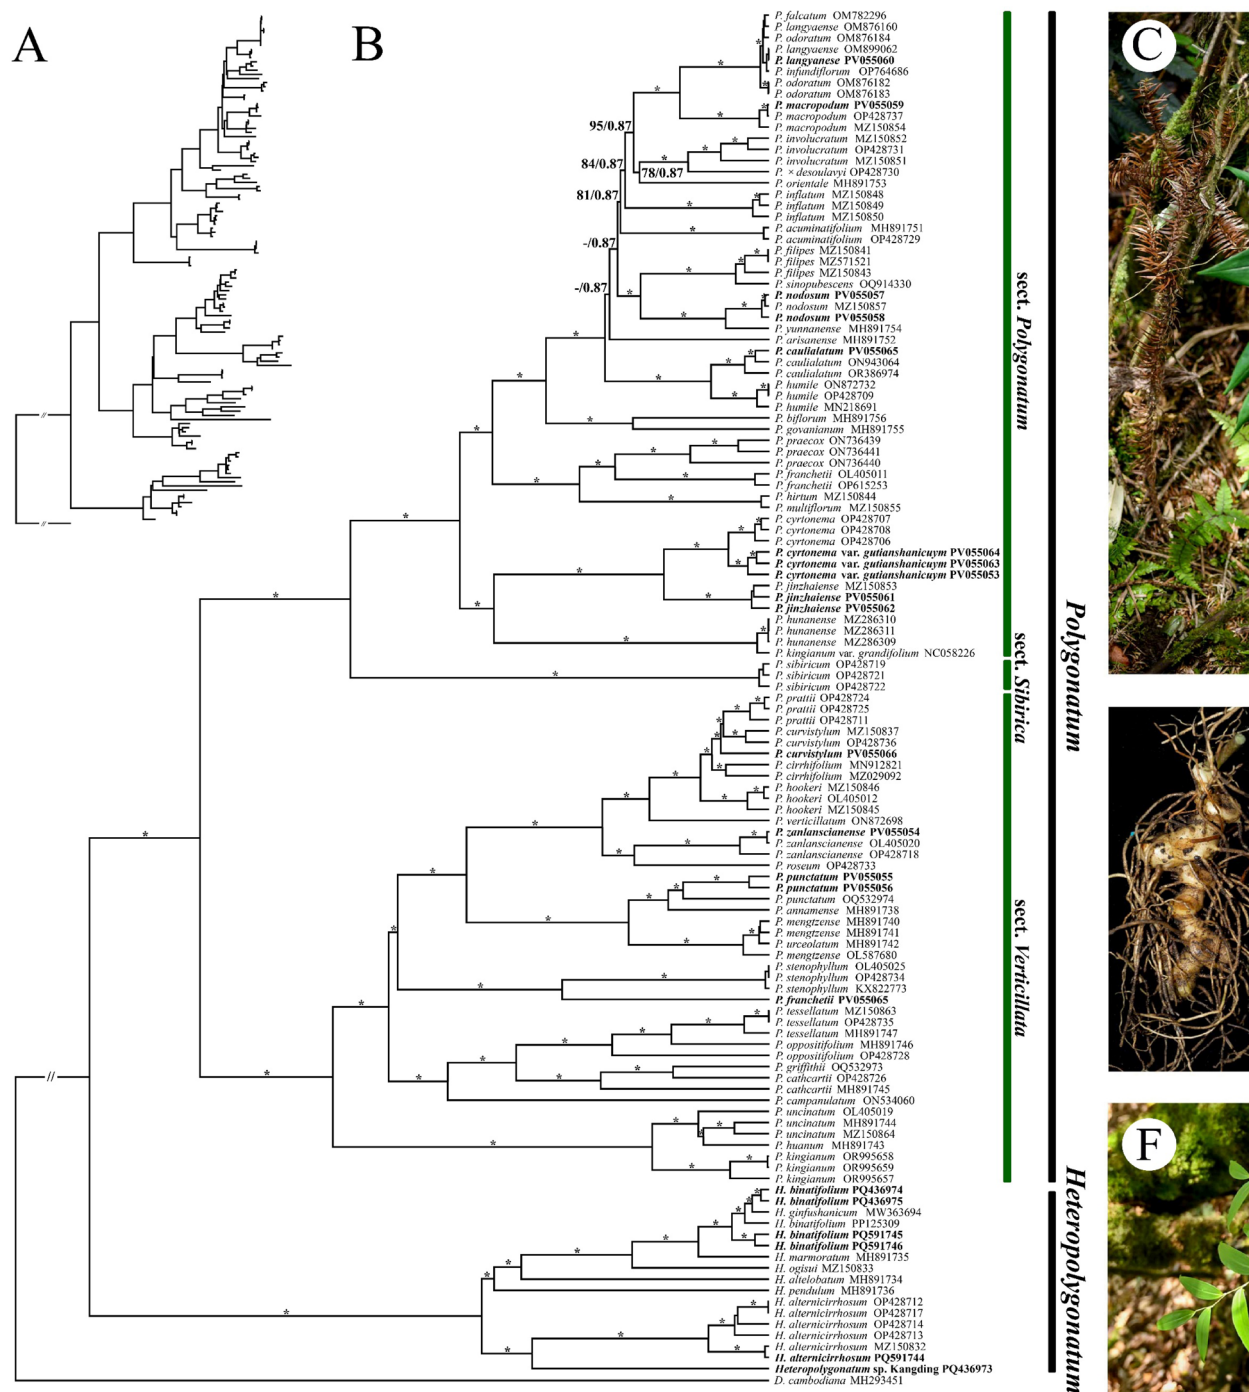 A
B
C
F
P. falcatum OM782296
P. langyaense OM876160
P. odoratum OM876184
P. langyaense OM899062
P. langyanese PV055060
P. infundiflorum OP764686
P. odoratum OM876182
P. odoratum OM876183
P. macropodum PV055059
P. macropodum OP428737
P. macropodum MZ150854
P. involucratum MZ150852
P. involucratum OP428731
P. involucratum MZ150851
P. × desoulavyi OP428730
P. orientale MH891753
P. inflatum MZ150848
P. inflatum MZ150849
P. inflatum MZ150850
P. acuminatifolium MH891751
P. acuminatifolium OP428729
P. filipes MZ150841
P. filipes MZ571521
P. filipes MZ150843
P. sinopubescens OQ914330
P. nodosum PV055057
P. nodosum MZ150857
P. nodosum PV055058
P. yunnanense MH891754
P. arisanense MH891752
P. caulialatum PV055065
P. caulialatum ON943064
P. caulialatum OR386974
P. humile ON872732
P. humile OP428709
P. humile MN218691
P. biflorum MH891756
P. govanianum MH891755
P. praecox ON736439
P. praecox ON736441
P. praecox ON736440
P. franchetii OL405011
P. franchetii OP615253
P. hirtum MZ150844
P. multiflorum MZ150855
P. cyrtonema OP428707
P. cyrtonema OP428708
P. cyrtonema OP428706
P. cyrtonema var. gutianshanicuym PV055064
P. cyrtonema var. gutianshanicuym PV055063
P. cyrtonema var. gutianshanicuym PV055053
P. jinzhaiense MZ150853
P. jinzhaiense PV055061
P. jinzhaiense PV055062
P. hunanense MZ286310
P. hunanense MZ286311
P. hunanense MZ286309
P. kingianum var. grandifolium NC058226
P. sibiricum OP428719
P. sibiricum OP428721
P. sibiricum OP428722
P. prattii OP428724
P. prattii OP428725
P. prattii OP428711
P. curvistylum MZ150837
P. curvistylum OP428736
P. curvistylum PV055066
P. cirrhifolium MN912821
P. cirrhifolium MZ029092
P. hookeri MZ150846
P. hookeri OL405012
P. hookeri MZ150845
P. verticillatum ON872698
P. zanlanscianense PV055054
P. zanlanscianense OL405020
P. zanlanscianense OP428718
P. roseum OP428733
P. punctatum PV055055
P. punctatum PV055056
P. punctatum OQ532974
P. annamense MH891738
P. mengtzense MH891740
P. mengtzense MH891741
P. urceolatum MH891742
P. mengtzense OL587680
P. stenophyllum OL405025
P. stenophyllum OP428734
P. stenophyllum KX822773
P. franchetii PV055065
P. tessellatum MZ150863
P. tessellatum OP428735
P. tessellatum MH891747
P. oppositifolium MH891746
P. oppositifolium OP428728
P. griffithii OQ532973
P. cathcartii OP428726
P. cathcartii MH891745
P. campanulatum ON534060
P. uncinatum OL405019
P. uncinatum MH891744
P. uncinatum MZ150864
P. huanum MH891743
P. kingianum OR995658
P. kingianum OR995659
P. kingianum OR995657
H. binatifolium PQ436974
H. binatifolium PQ436975
H. ginfushanicum MW363694
H. binatifolium PP125309
H. binatifolium PQ591745
H. binatifolium PQ591746
H. marmoratum MH891735
H. ogisui MZ150833
H. altelobatum MH891734
H. pendulum MH891736
H. alternicirrhosum OP428712
H. alternicirrhosum OP428717
H. alternicirrhosum OP428714
H. alternicirrhosum OP428713
H. alternicirrhosum MZ150832
H. alternicirrhosum PQ591744
Heteropolygonatum sp. Kangding PQ436973
D. cambodiana MH293451
95/0.87
84/0.87
78/0.87
81/0.87
-/0.87
-/0.87
sect. Polygonatum
sect. Sibirica
sect. Verticillata
Polygonatum
Heteropolygonatum